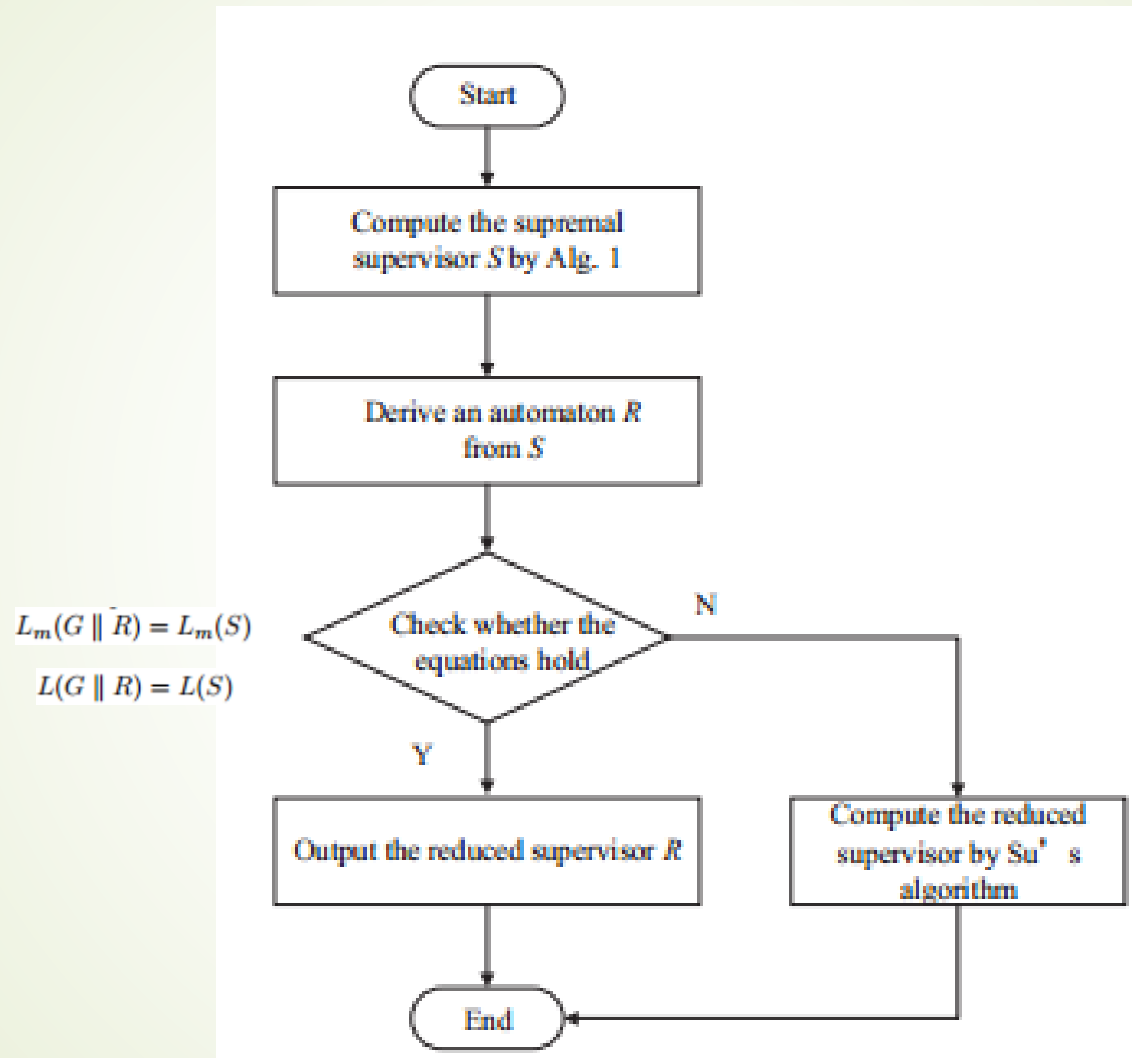 Start
Compute the supremal
supervisor S by Alg. 1
Derive an automaton R
from S
L_m(G ∥ R) = L_m(S)
L(G ∥ R) = L(S)
Check whether the
equations hold
N
Y
Output the reduced supervisor R
Compute the reduced
supervisor by Su' s
algorithm
End